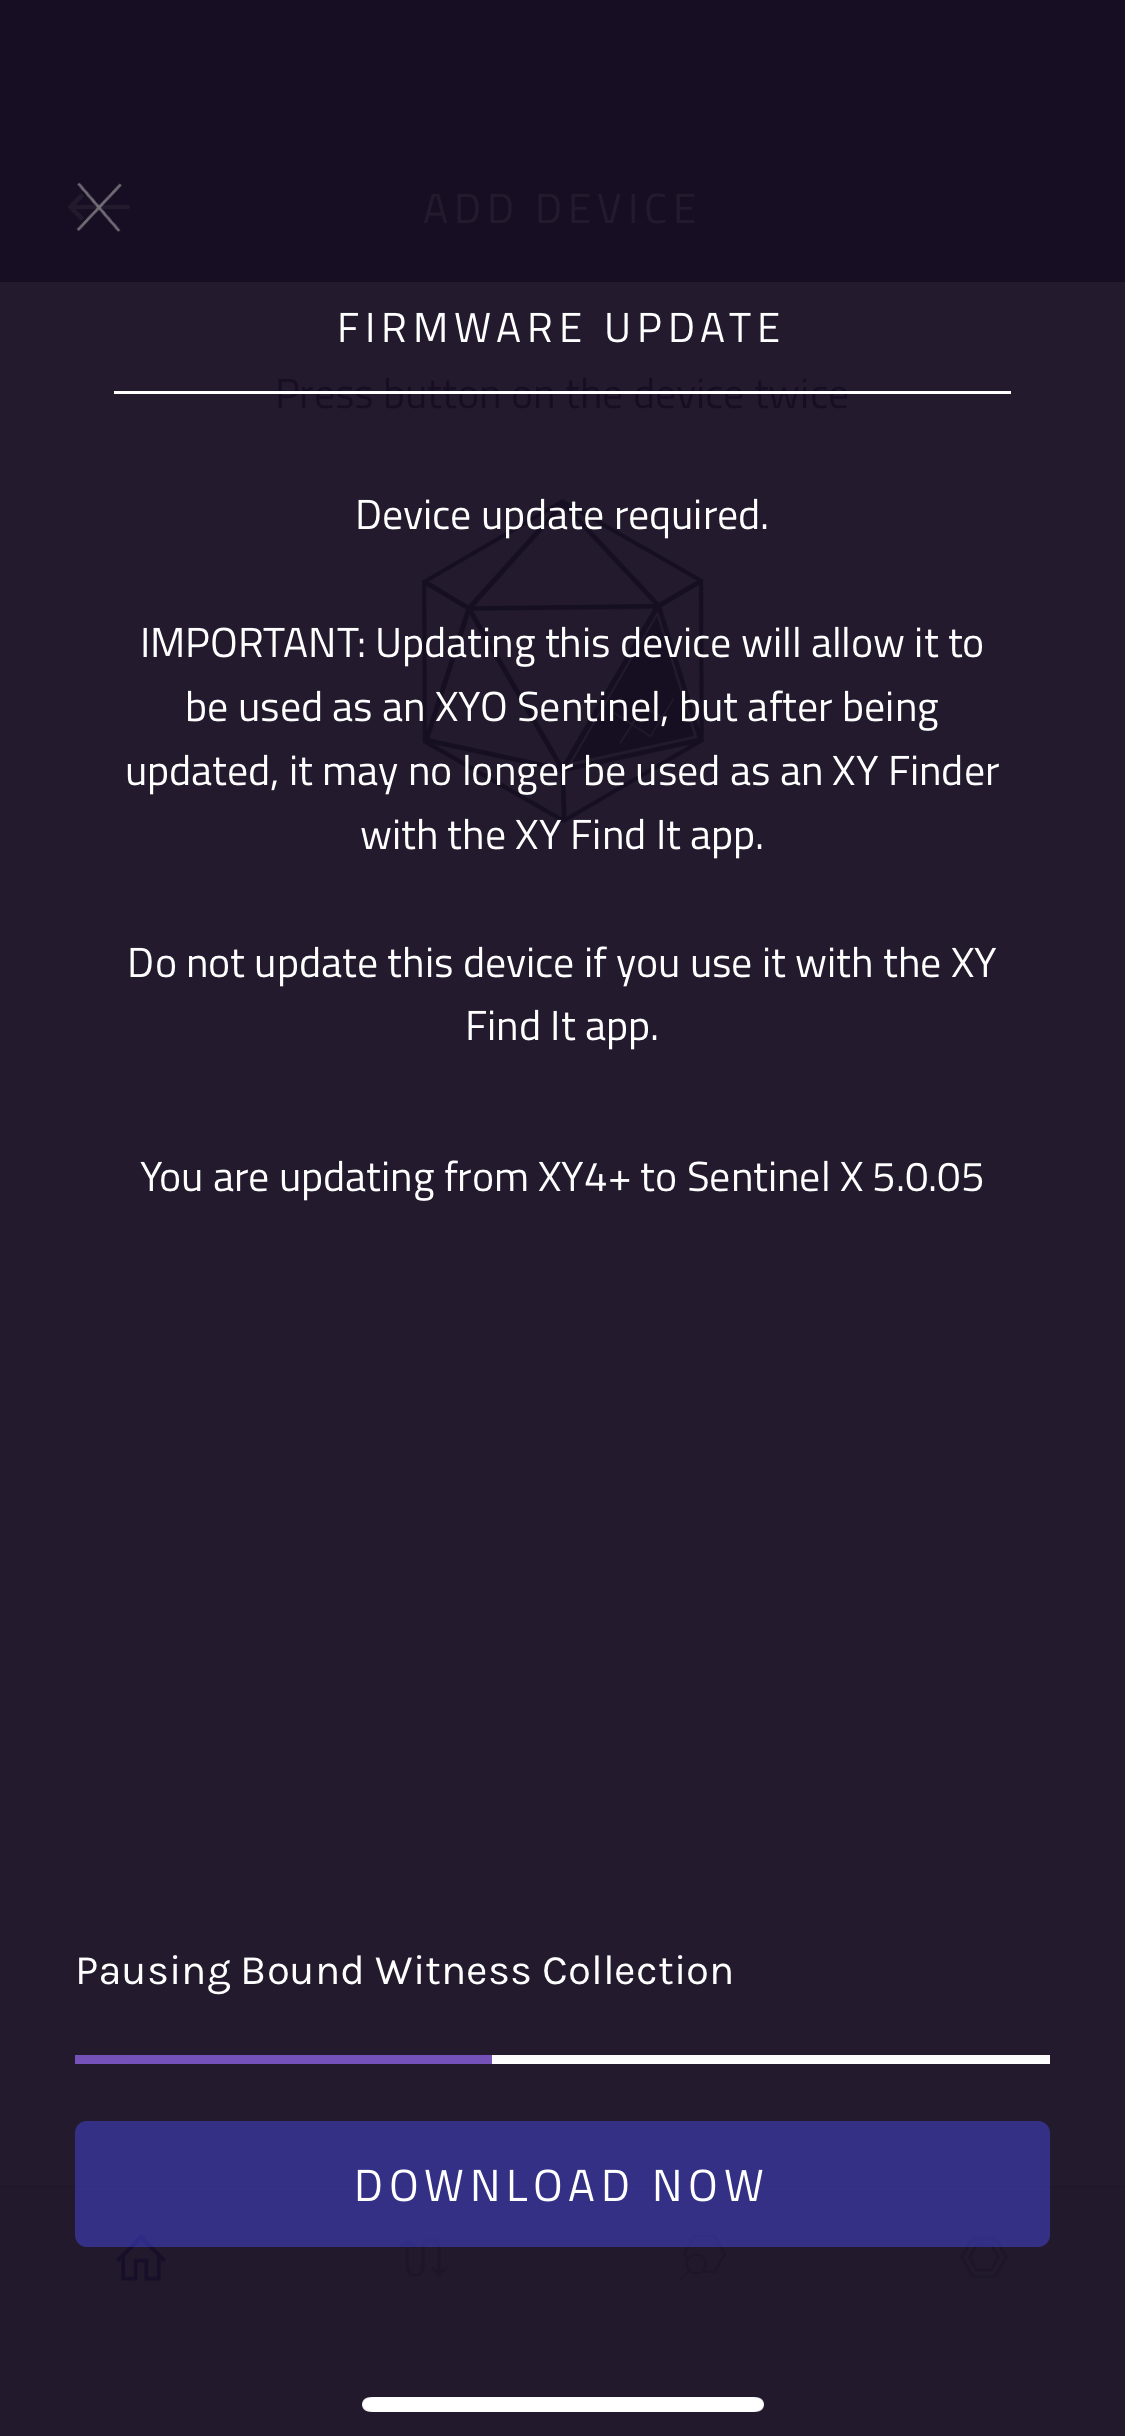 ADD DEVICE
FIRMWARE UPDATE
Press button on the device twice
Device update required.
IMPORTANT: Updating this device will allow it to
be used as an XYO Sentinel, but after being
updated, it may no longer be used as an XY Finder
with the XY Find It app.
Do not update this device if you use it with the XY
Find It app.
You are updating from XY4+ to Sentinel X 5.0.05
Pausing Bound Witness Collection
DOWNLOAD NOW